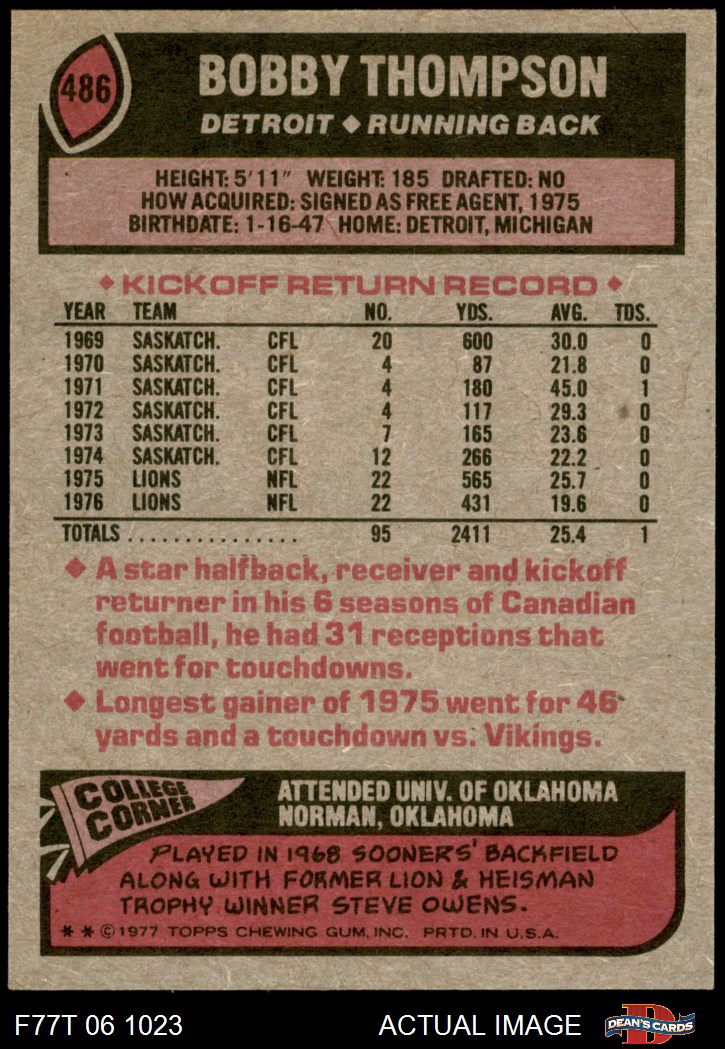 486
BOBBY THOMPSON
DETROIT ◆ RUNNING BACK
HEIGHT: 5'11" WEIGHT: 185 DRAFTED: NO
HOW ACQUIRED: SIGNED AS FREE AGENT, 1975
BIRTHDATE: 1-16-47 HOME: DETROIT, MICHIGAN
◆ KICKOFF RETURN RECORD ◆
YEAR TEAM NO. YDS. AVG. TDS.
1969 SASKATCH. CFL 20 600 30.0 0
1970 SASKATCH. CFL 4 87 21.8 0
1971 SASKATCH. CFL 4 180 45.0 1
1972 SASKATCH. CFL 4 117 29.3 0
1973 SASKATCH. CFL 7 165 23.6 0
1974 SASKATCH. CFL 12 266 22.2 0
1975 LIONS NFL 22 565 25.7 0
1976 LIONS NFL 22 431 19.6 0
TOTALS ............... 95 2411 25.4 1
◆ A star halfback, receiver and kickoff
returner in his 6 seasons of Canadian
football, he had 31 receptions that
went for touchdowns.
◆ Longest gainer of 1975 went for 46
yards and a touchdown vs. Vikings.
COLLEGE
CORNER
ATTENDED UNIV. OF OKLAHOMA
NORMAN, OKLAHOMA
PLAYED IN 1968 SOONERS' BACKFIELD
ALONG WITH FORMER LION & HEISMAN
TROPHY WINNER STEVE OWENS.
* * © 1977 TOPPS CHEWING GUM, INC. PRTD. IN U.S.A.
F77T 06 1023 ACTUAL IMAGE
D
DEAN'S CARDS